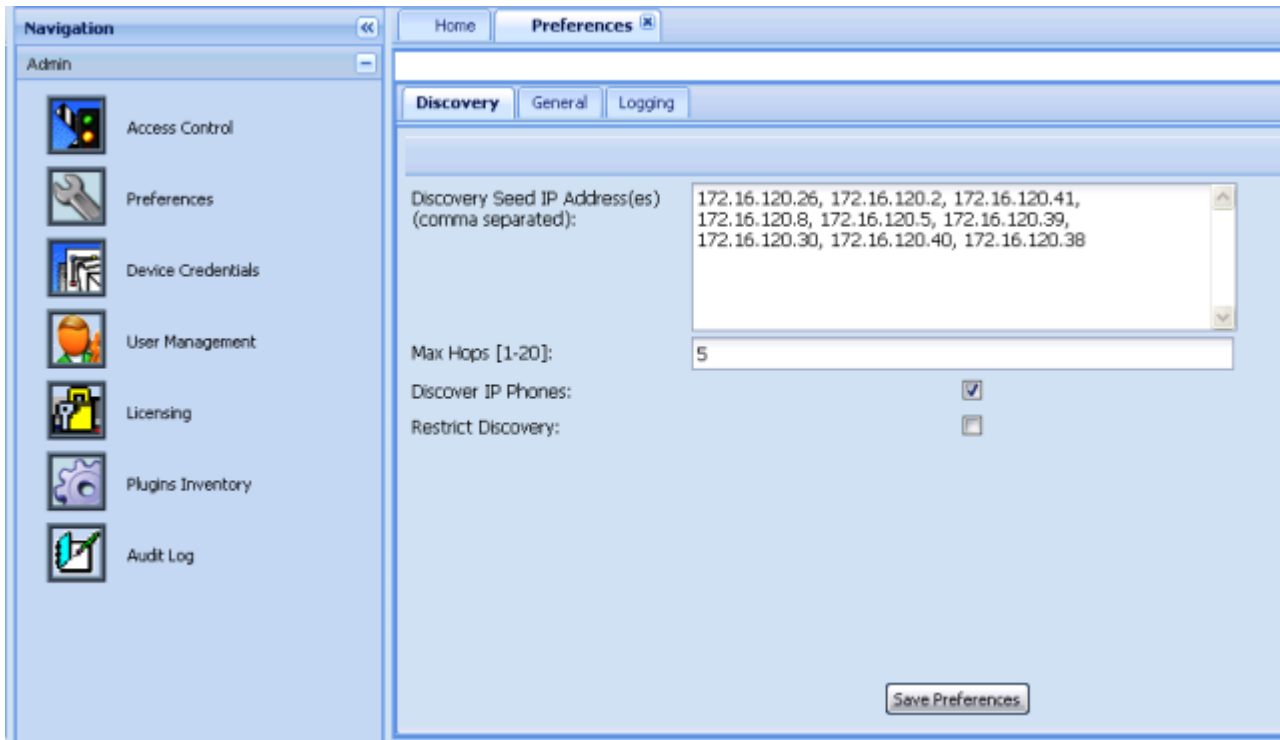 Navigation
Admin
Access Control
Preferences
Device Credentials
User Management
Licensing
Plugins Inventory
Audit Log
Home
Preferences
Discovery
General
Logging
Discovery Seed IP Address(es)
(comma separated):
172.16.120.26, 172.16.120.2, 172.16.120.41,
172.16.120.8, 172.16.120.5, 172.16.120.39,
172.16.120.30, 172.16.120.40, 172.16.120.38
Max Hops [1-20]:
5
Discover IP Phones:
Restrict Discovery:
Save Preferences